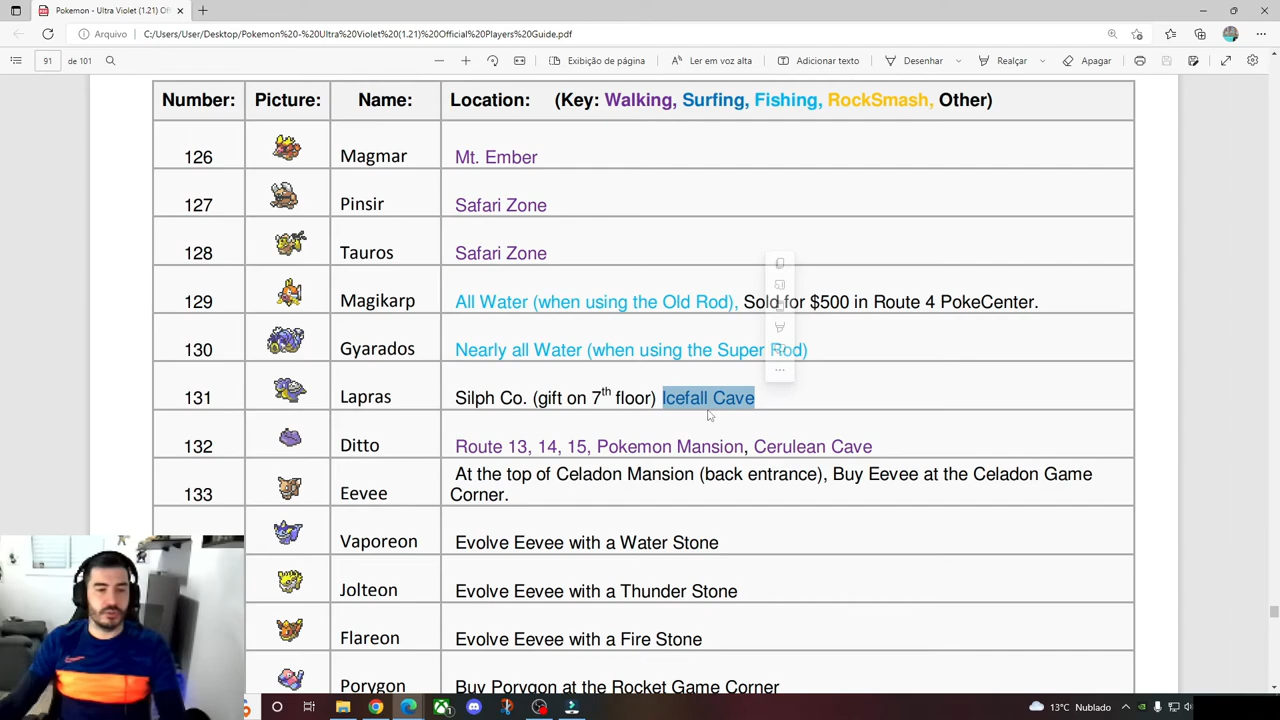 Pokemon - Ultra Violet (1.21) Of
Arquivo C:/Users/User/Desktop/Pokemon%20-%20Ultra%20Violet%20(1.21)%20Official%20Players%20Guide.pdf
91 de 101 Exibição de página Ler em voz alta Adicionar texto Desenhar Realçar Apagar
Number: Picture: Name: Location: (Key: Walking, Surfing, Fishing, RockSmash, Other)
126 Magmar Mt. Ember
127 Pinsir Safari Zone
128 Tauros Safari Zone
129 Magikarp All Water (when using the Old Rod), Sold for $500 in Route 4 PokeCenter.
130 Gyarados Nearly all Water (when using the Super Rod)
131 Lapras Silph Co. (gift on 7th floor) Icefall Cave
132 Ditto Route 13, 14, 15, Pokemon Mansion, Cerulean Cave
133 Eevee At the top of Celadon Mansion (back entrance), Buy Eevee at the Celadon Game
Corner.
Vaporeon Evolve Eevee with a Water Stone
Jolteon Evolve Eevee with a Thunder Stone
Flareon Evolve Eevee with a Fire Stone
Porygon Buy Porygon at the Rocket Game Corner
13°C Nublado